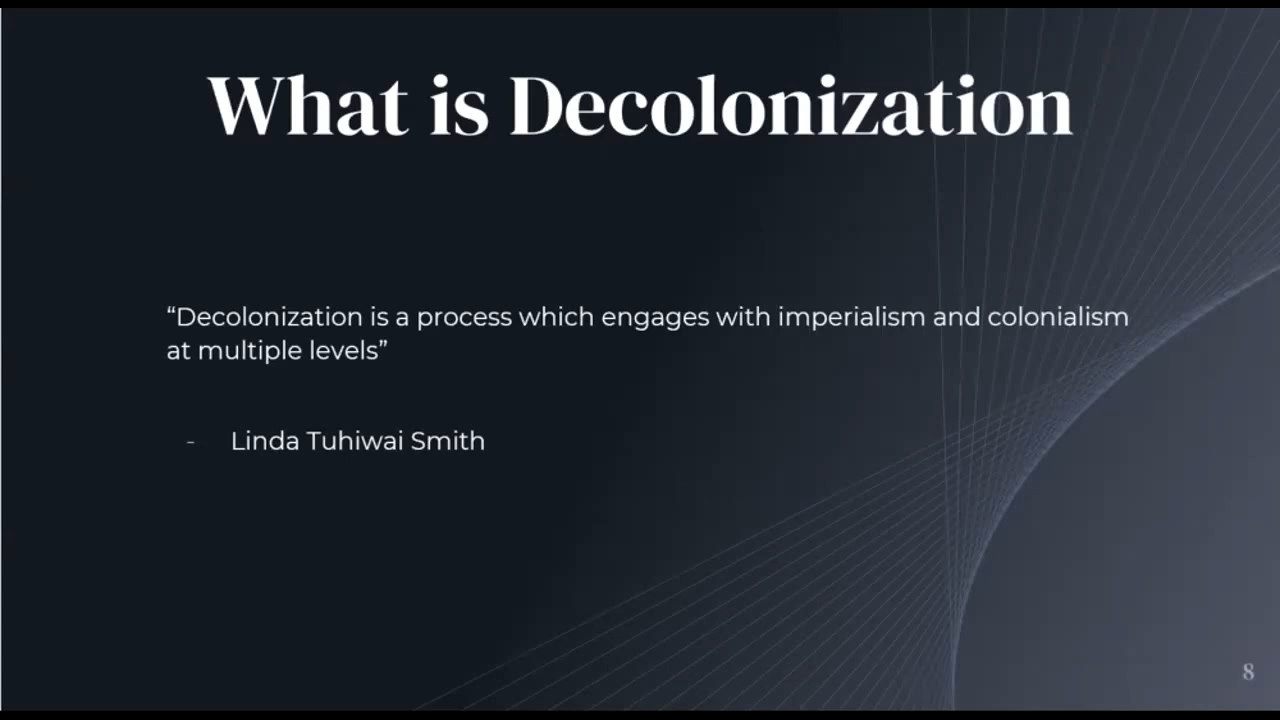 What is Decolonization
“Decolonization is a process which engages with imperialism and colonialism
at multiple levels”
- Linda Tuhiwai Smith
8